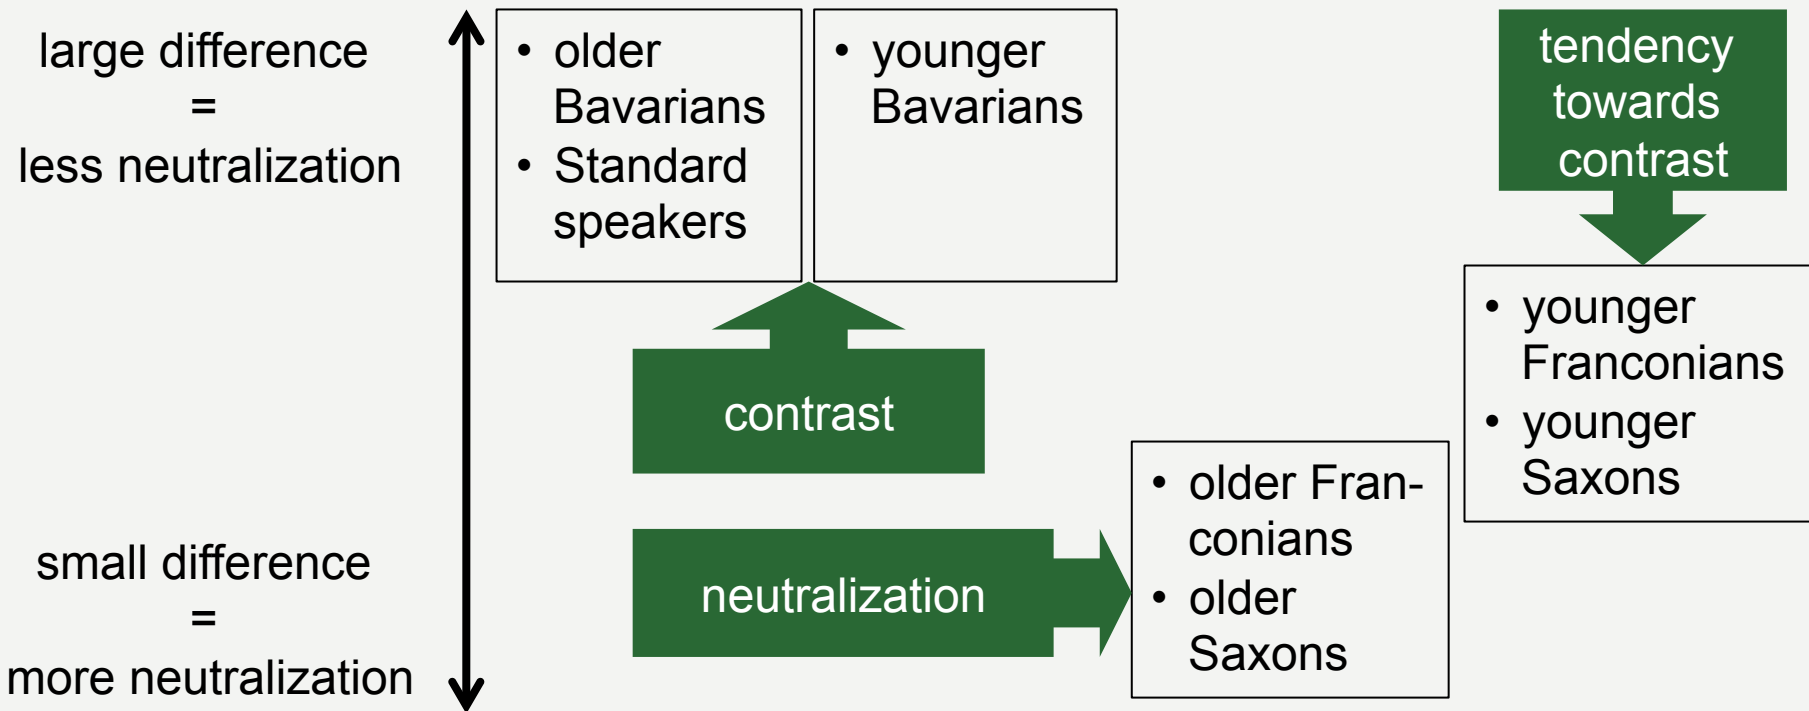 large difference
=
less neutralization
small difference
=
more neutralization
• older
Bavarians
• Standard
speakers
• younger
Bavarians
contrast
neutralization
• older Fran-
conians
• older
Saxons
tendency
towards
contrast
• younger
Franconians
• younger
Saxons